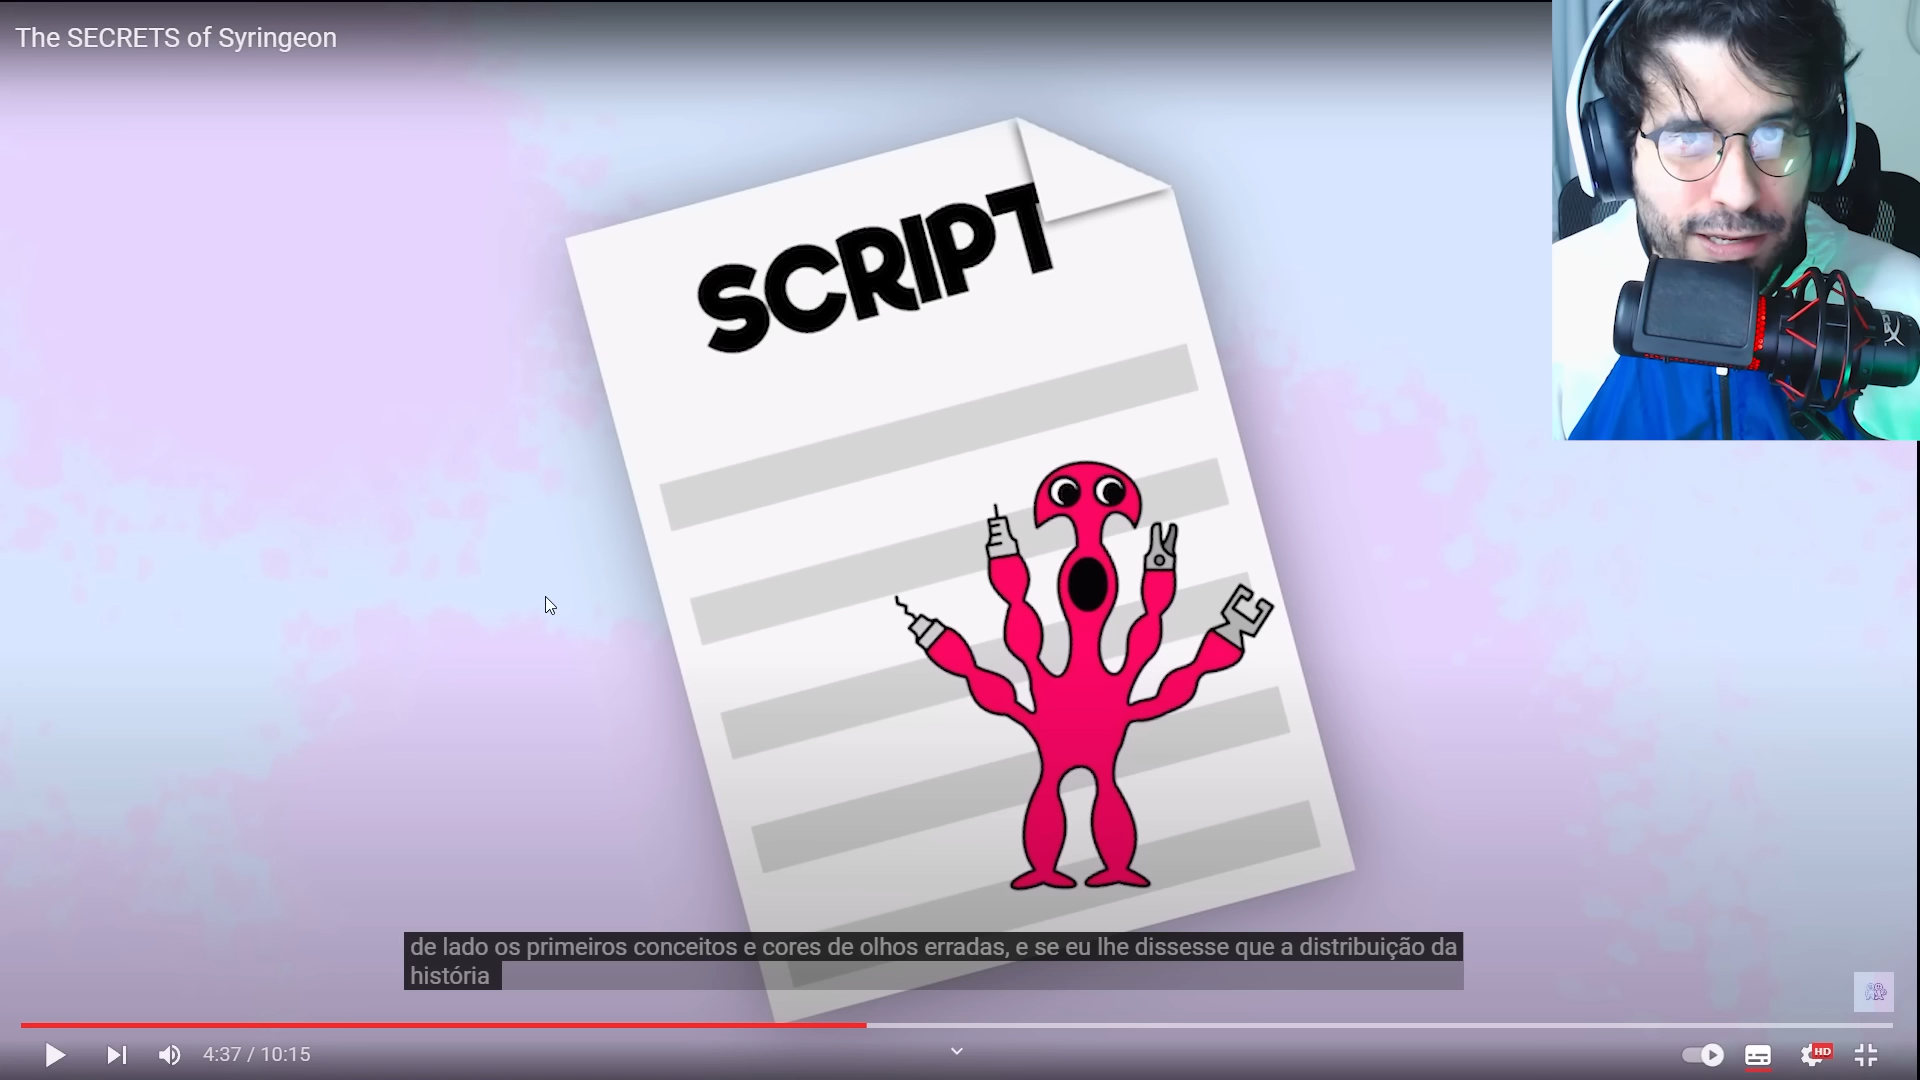 The SECRETS of Syringeon
SCRIPT
de lado os primeiros conceitos e cores de olhos erradas, e se eu lhe dissesse que a distribuição da
história
4:37 / 10:15
HD